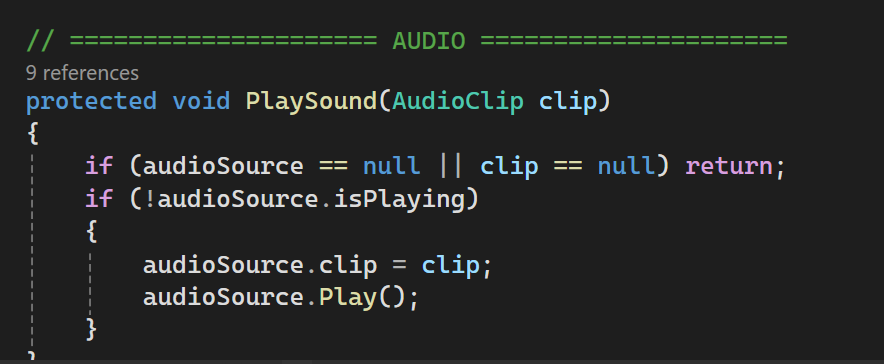 // ===================== AUDIO =====================
9 references
protected void PlaySound(AudioClip clip)
{
    if (audioSource == null || clip == null) return;
    if (!audioSource.isPlaying)
    {
        audioSource.clip = clip;
        audioSource.Play();
    }
}